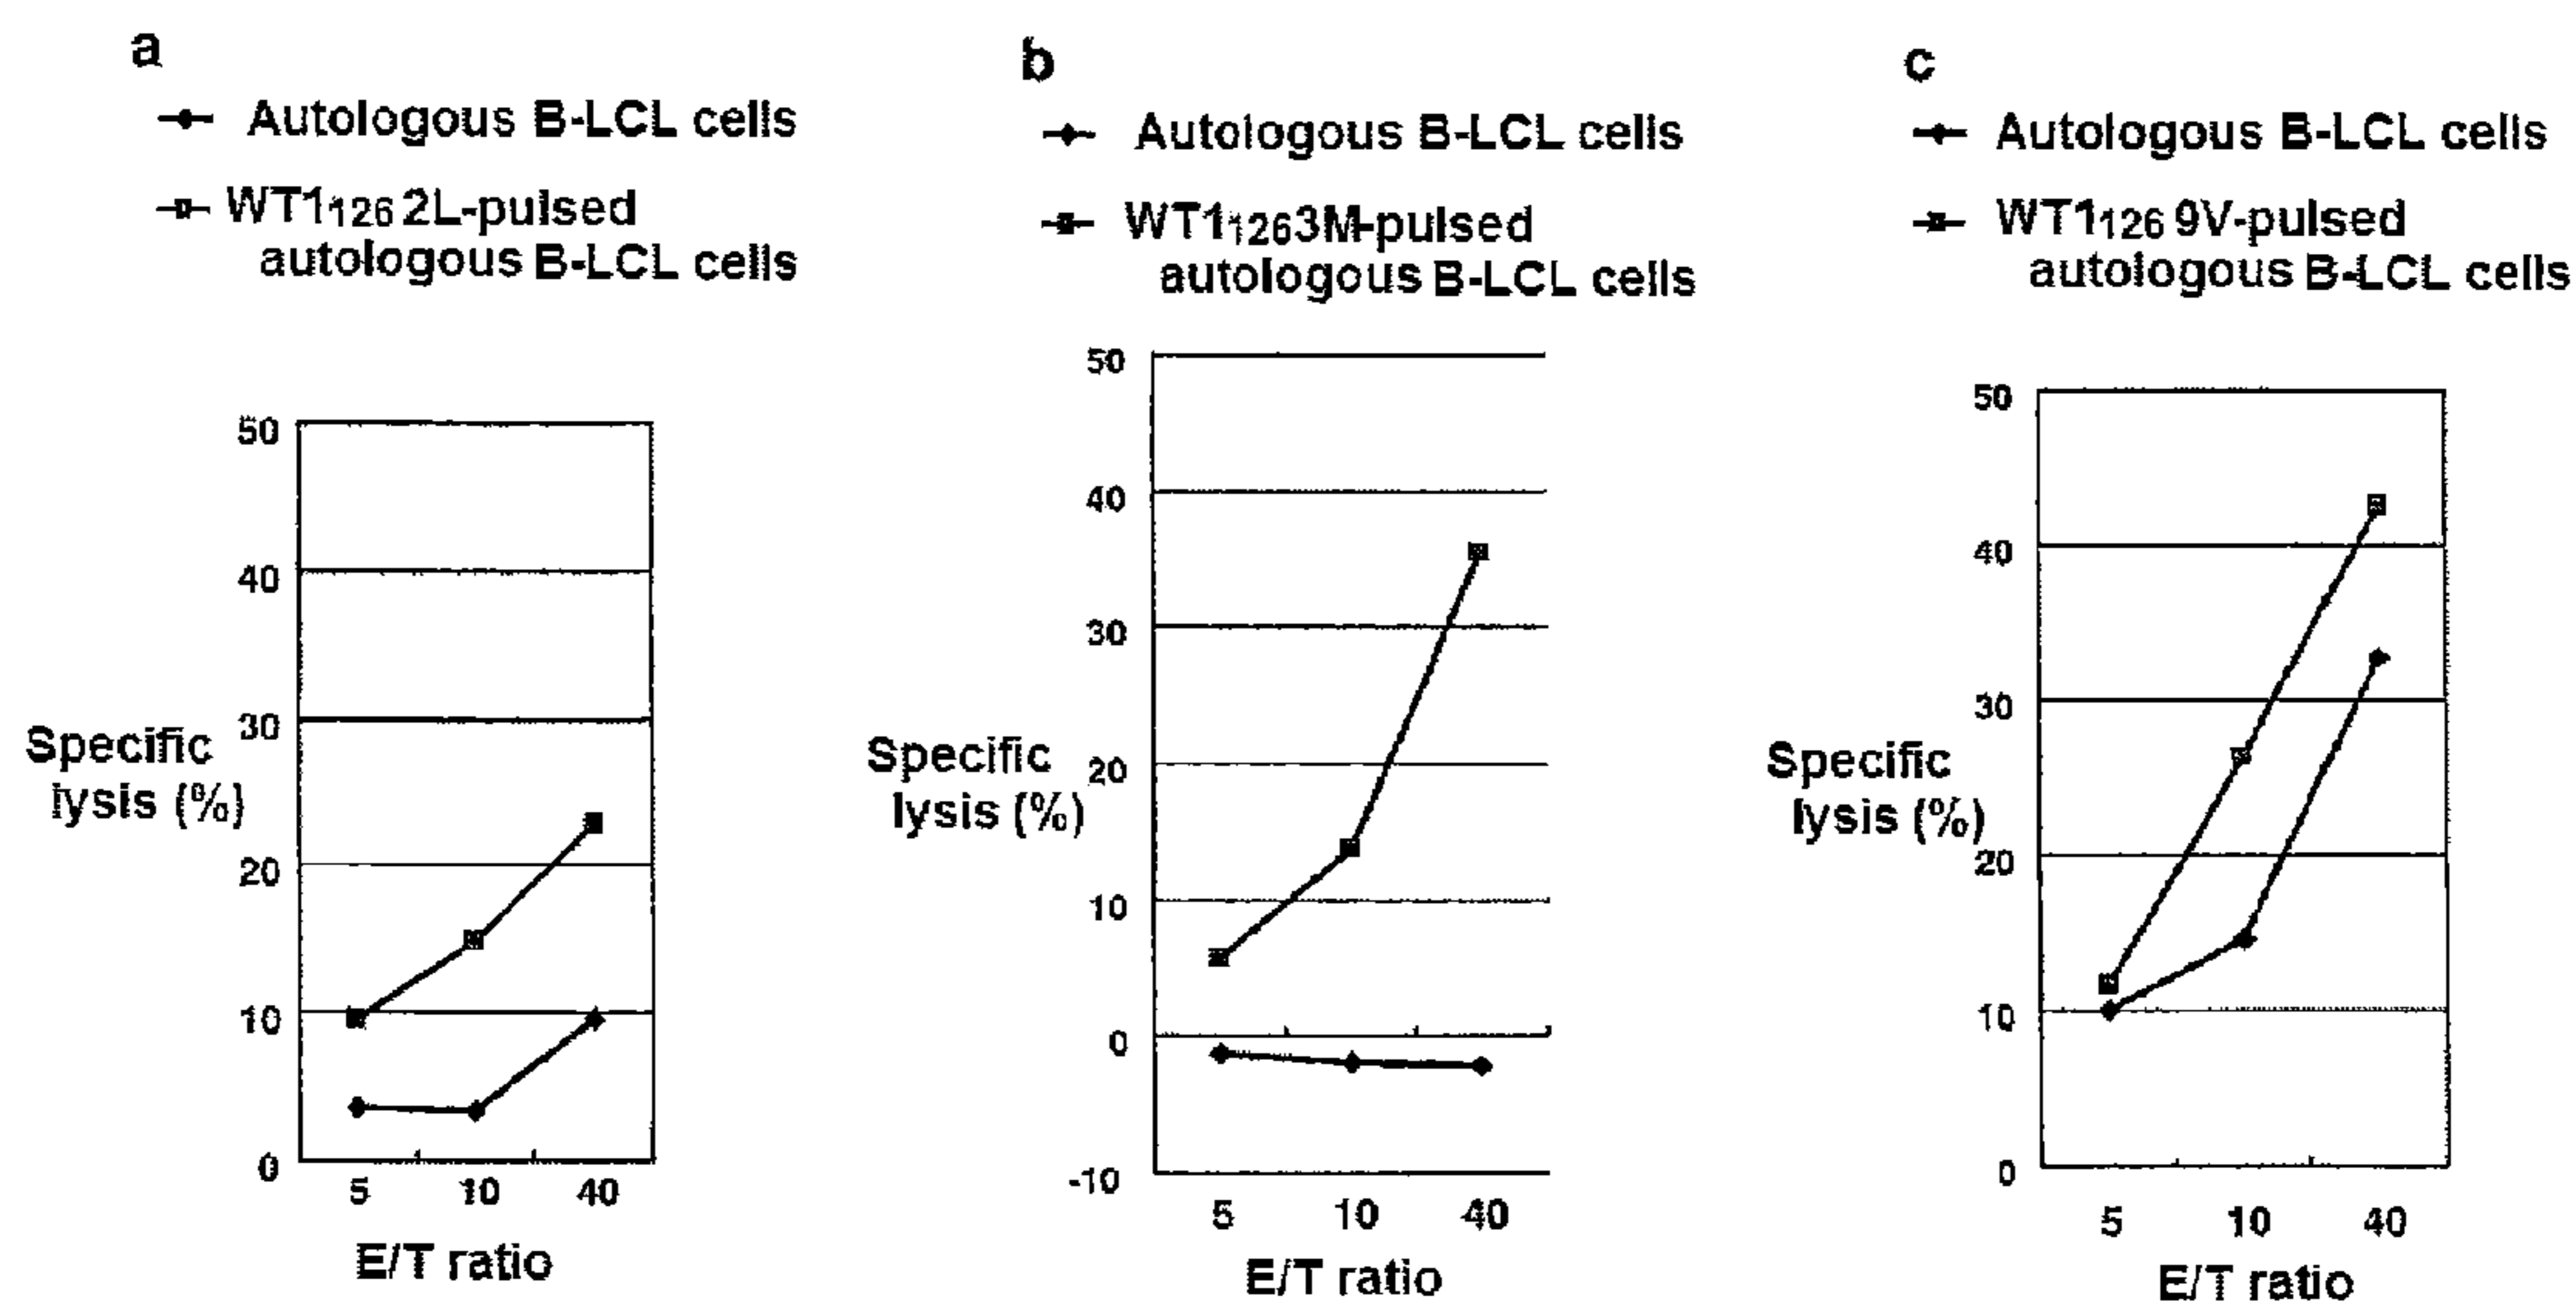 a
Autologous B-LCL cells
WT1126 2L-pulsed
autologous B-LCL cells
50
40
30
20
10
0
Specific
lysis (%)
5 10 40
E/T ratio
b
Autologous B-LCL cells
WT11263M-pulsed
autologous B-LCL cells
50
40
30
20
10
0
-10
Specific
lysis (%)
5 10 40
E/T ratio
c
Autologous B-LCL cells
WT1126 9V-pulsed
autologous B-LCL cells
50
40
30
20
10
0
Specific
lysis (%)
5 10 40
E/T ratio